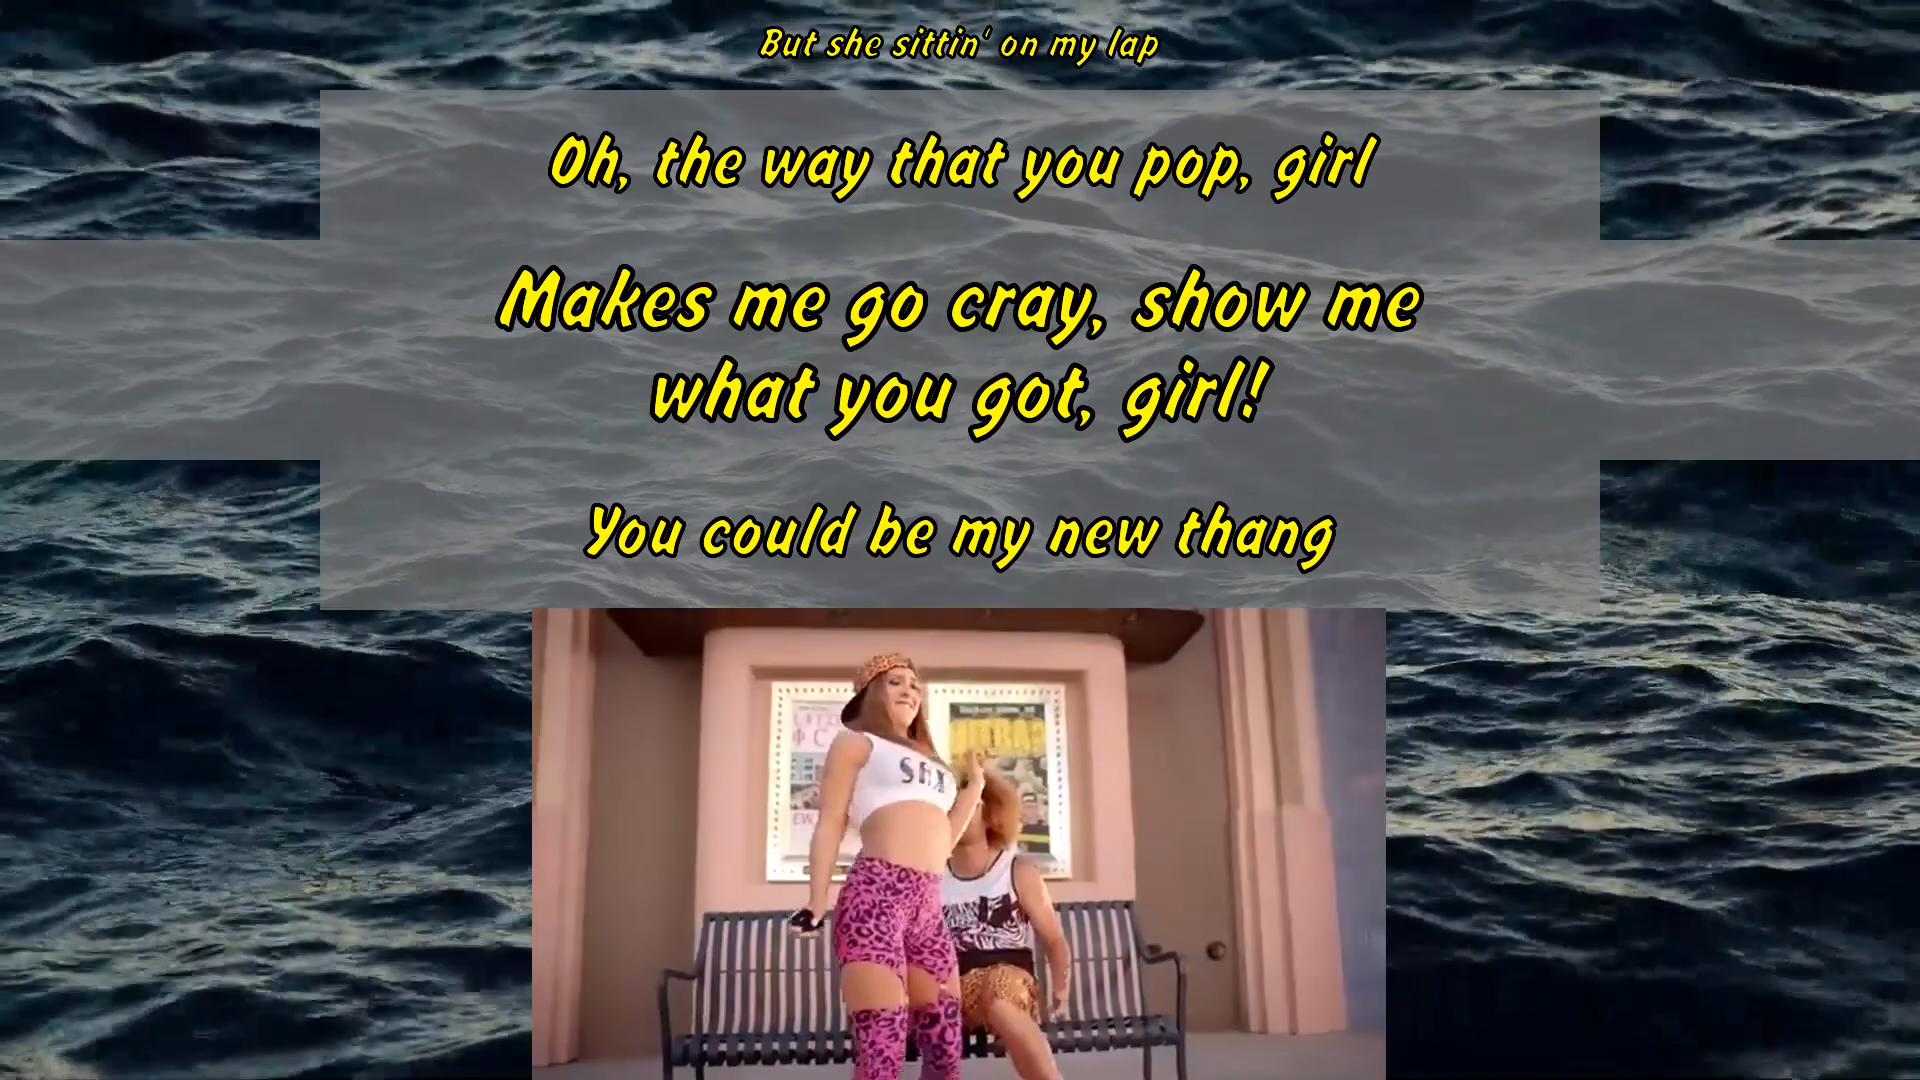 But she sittin' on my lap
Oh, the way that you pop, girl
Makes me go cray, show me
what you got, girl!
You could be my new thang
SAX